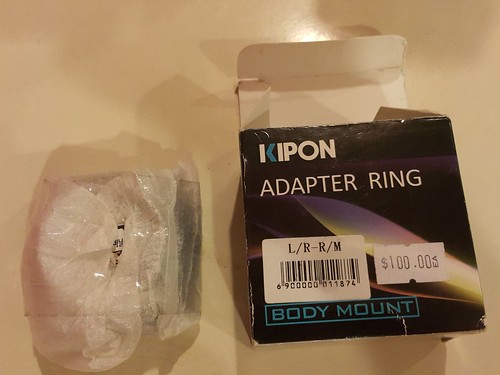 KIPON
ADAPTER RING
L/R-R/M
$100.00
6 900000 011874
BODY MOUNT